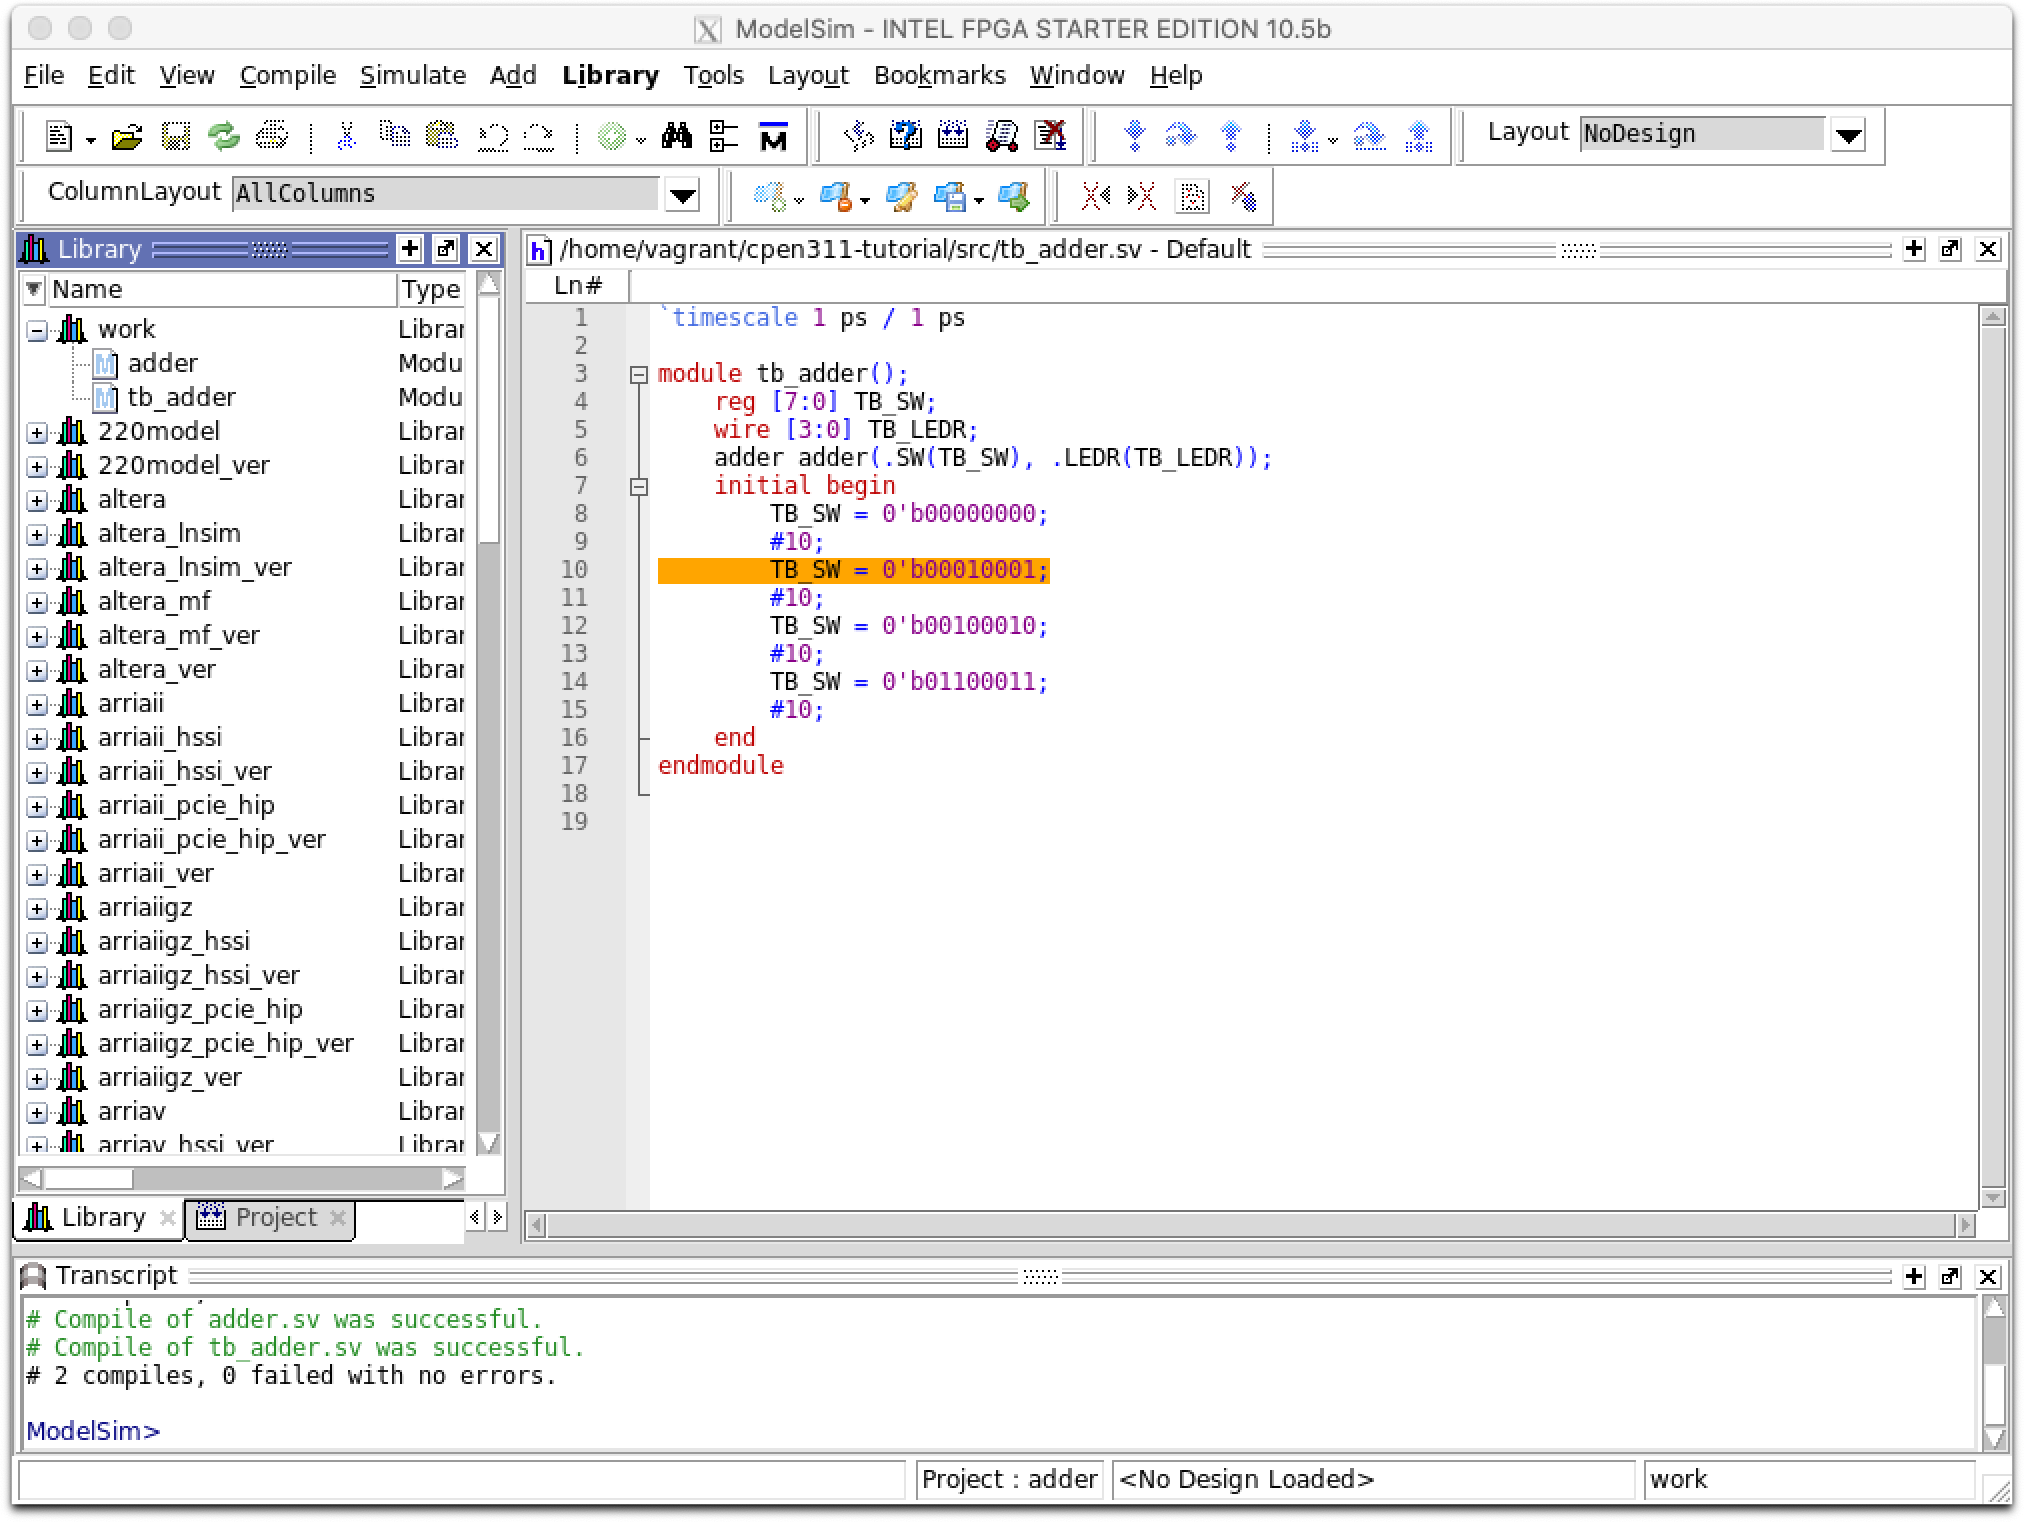 ModelSim - INTEL FPGA STARTER EDITION 10.5b
File Edit View Compile Simulate Add Library Tools Layout Bookmarks Window Help
Layout NoDesign
ColumnLayout AllColumns
Library
Name Type
work Librar
adder Modu
tb_adder Modu
220model Librar
220model_ver Librar
altera Librar
altera_lnsim Librar
altera_lnsim_ver Librar
altera_mf Librar
altera_mf_ver Librar
altera_ver Librar
arriaii Librar
arriaii_hssi Librar
arriaii_hssi_ver Librar
arriaii_pcie_hip Librar
arriaii_pcie_hip_ver Librar
arriaii_ver Librar
arriaiigz Librar
arriaiigz_hssi Librar
arriaiigz_hssi_ver Librar
arriaiigz_pcie_hip Librar
arriaiigz_pcie_hip_ver Librar
arriaiigz_ver Librar
arriav Librar
arriav_hssi_ver Librar
Library Project
/home/vagrant/cpen311-tutorial/src/tb_adder.sv - Default
Ln#
1 `timescale 1 ps / 1 ps
2
3 module tb_adder();
4 reg [7:0] TB_SW;
5 wire [3:0] TB_LEDR;
6 adder adder(.SW(TB_SW), .LEDR(TB_LEDR));
7 initial begin
8 TB_SW = 0'b00000000;
9 #10;
10 TB_SW = 0'b00010001;
11 #10;
12 TB_SW = 0'b00100010;
13 #10;
14 TB_SW = 0'b01100011;
15 #10;
16 end
17 endmodule
18
19
Transcript
# Compile of adder.sv was successful.
# Compile of tb_adder.sv was successful.
# 2 compiles, 0 failed with no errors.
ModelSim>
Project : adder <No Design Loaded> work